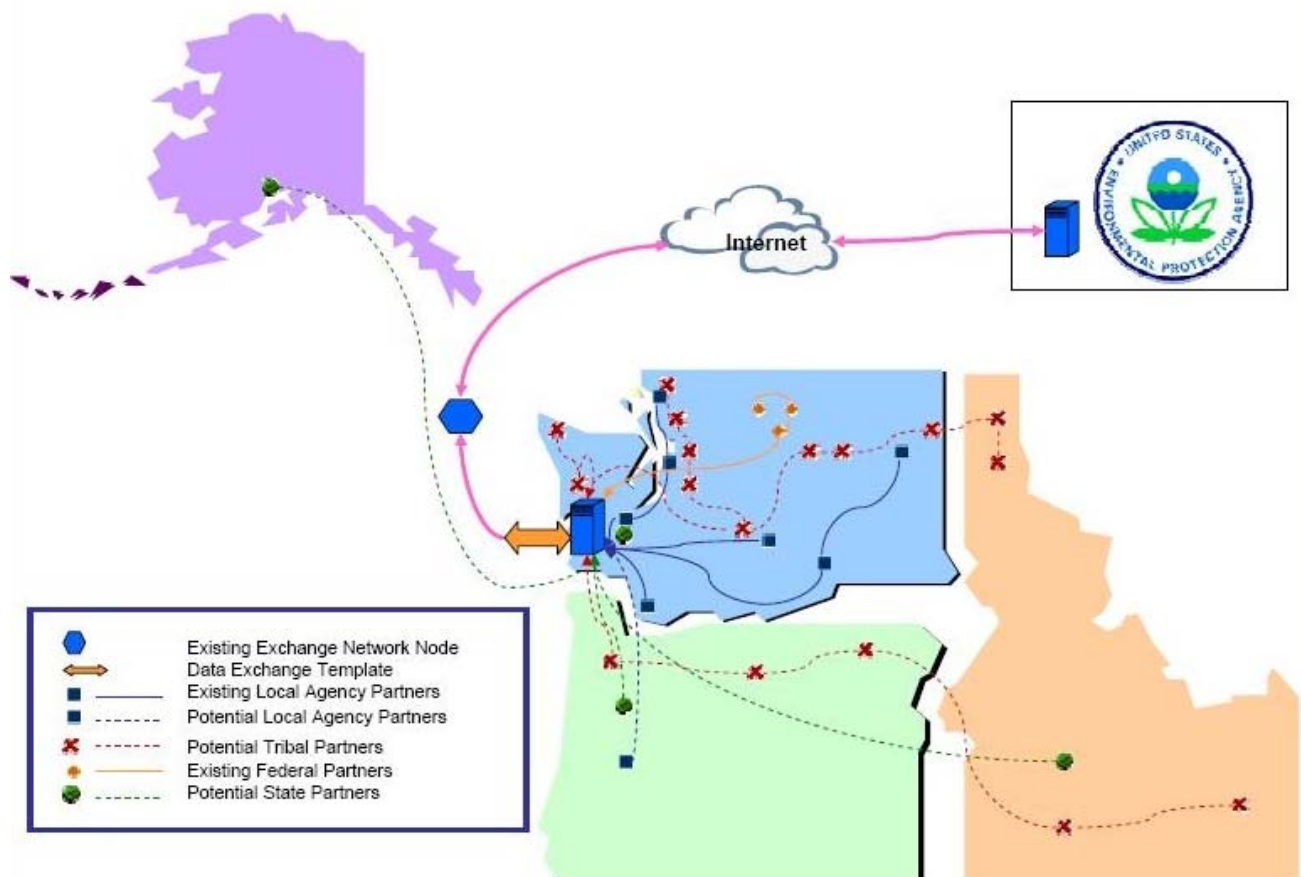 Internet
UNITED STATES
ENVIRONMENTAL PROTECTION AGENCY
Existing Exchange Network Node
Data Exchange Template
Existing Local Agency Partners
Potential Local Agency Partners
Potential Tribal Partners
Existing Federal Partners
Potential State Partners